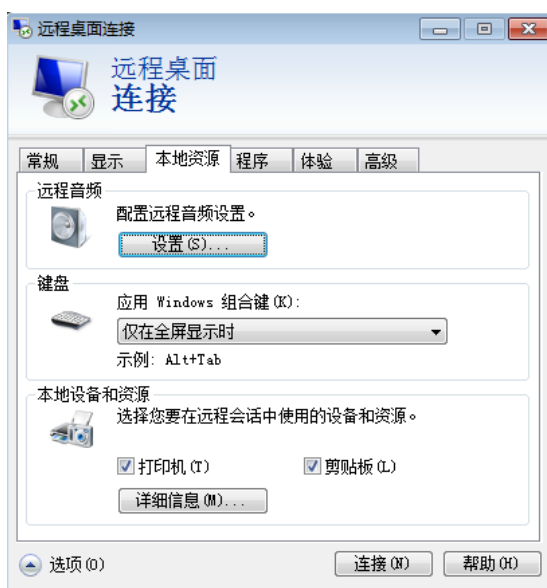 远程桌面连接
远程桌面
连接
常规 显示 本地资源 程序 体验 高级
远程音频
配置远程音频设置。
设置(S)...
键盘
应用 Windows 组合键(K):
仅在全屏显示时
示例: Alt+Tab
本地设备和资源
选择您要在远程会话中使用的设备和资源。
打印机(T) 剪贴板(L)
详细信息(M)...
选项(O) 连接(N) 帮助(H)